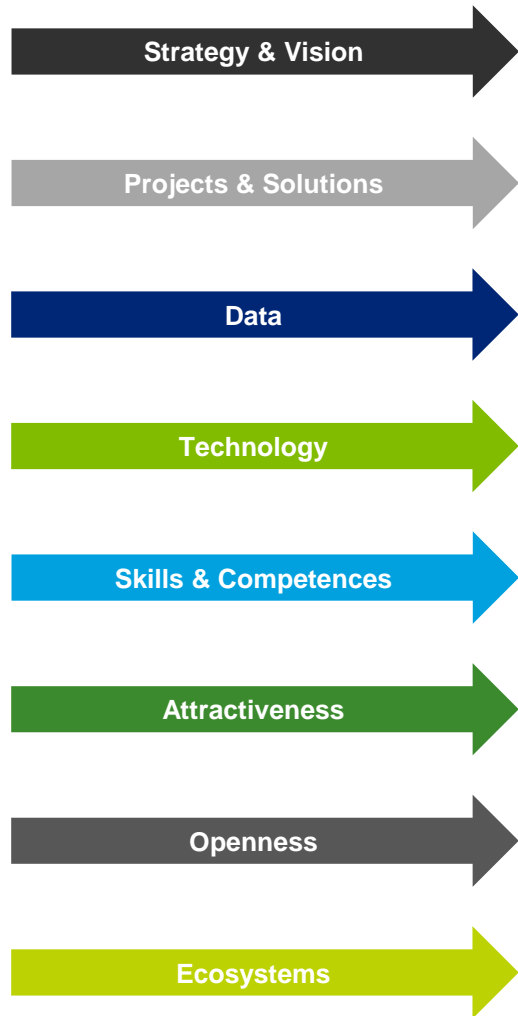 Strategy & Vision
Projects & Solutions
Data
Technology
Skills & Competences
Attractiveness
Openness
Ecosystems